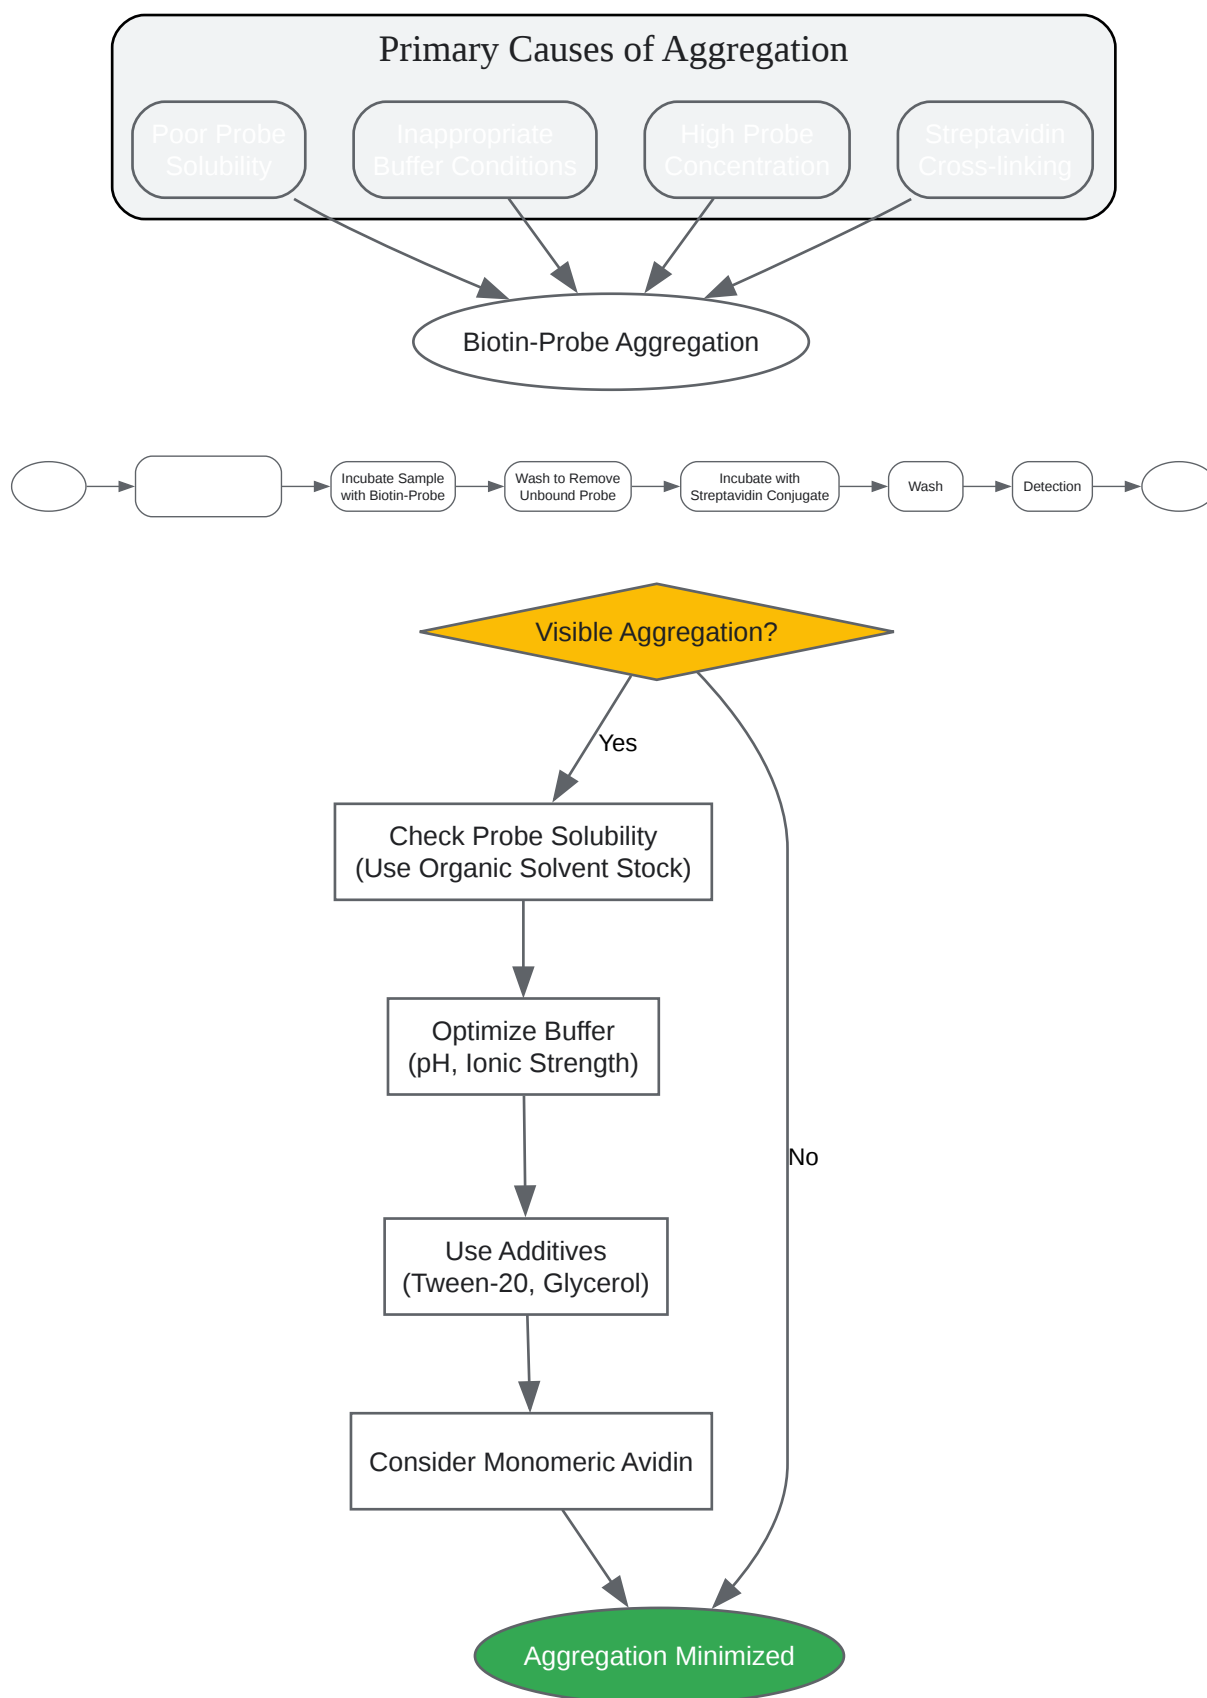 Primary Causes of Aggregation
Poor Probe
Solubility
Inappropriate
Buffer Conditions
High Probe
Concentration
Streptavidin
Cross-linking
Biotin-Probe Aggregation
Incubate Sample
with Biotin-Probe
Wash to Remove
Unbound Probe
Incubate with
Streptavidin Conjugate
Wash
Detection
Visible Aggregation?
Yes
Check Probe Solubility
(Use Organic Solvent Stock)
Optimize Buffer
(pH, Ionic Strength)
No
Use Additives
(Tween-20, Glycerol)
Consider Monomeric Avidin
Aggregation Minimized